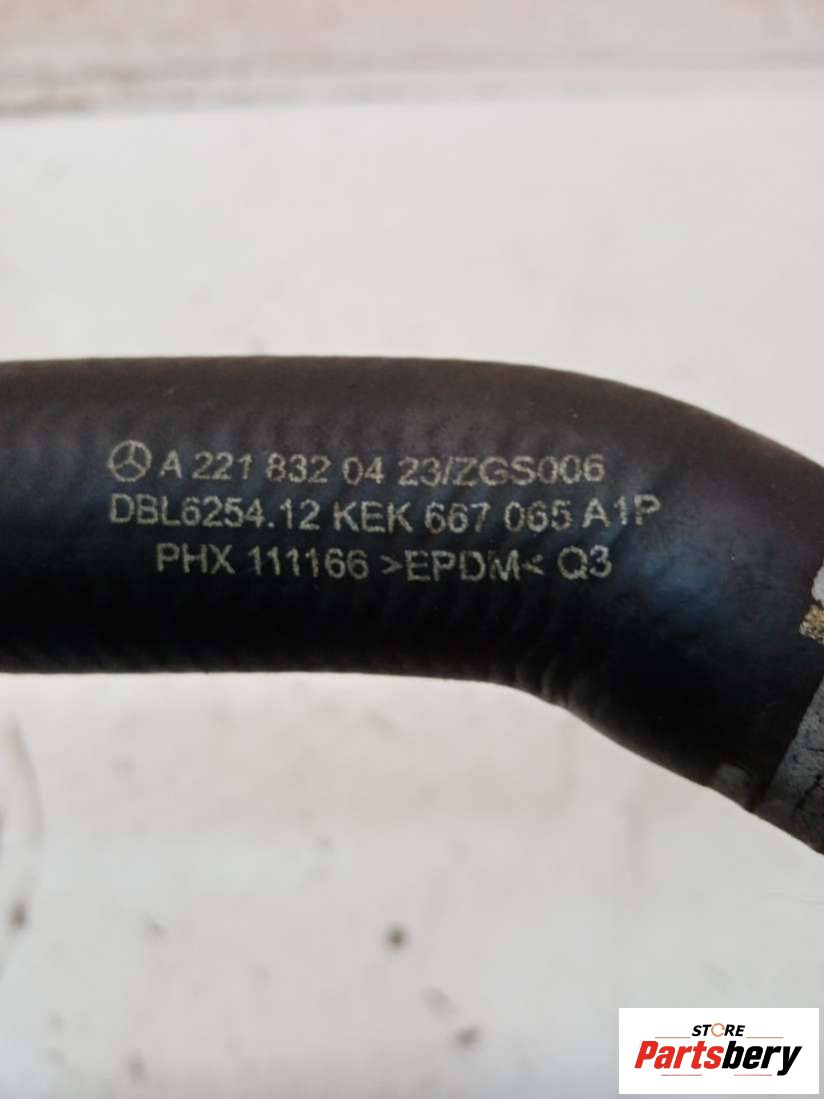 A 221 832 04 23/ZGS006
DBL6254.12 KEK 667 065 A1P
PHX 111166 >EPDM< Q3
STORE
Partsbery